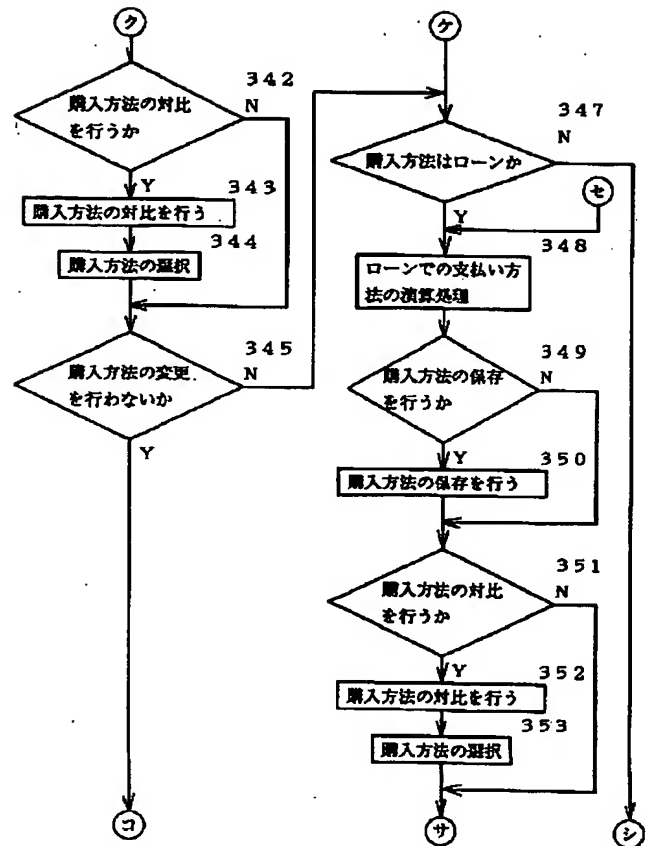 ク
342
購入方法の対比
を行うか
N
Y
343
購入方法の対比を行う
344
購入方法の選択
345
購入方法の変更
を行わないか
N
Y
コ
ケ
347
購入方法はローンか
N
セ
Y
348
ローンでの支払い方
法の演算処理
349
購入方法の保存
を行うか
N
Y
350
購入方法の保存を行う
351
購入方法の対比
を行うか
N
Y
352
購入方法の対比を行う
353
購入方法の選択
サ
シ